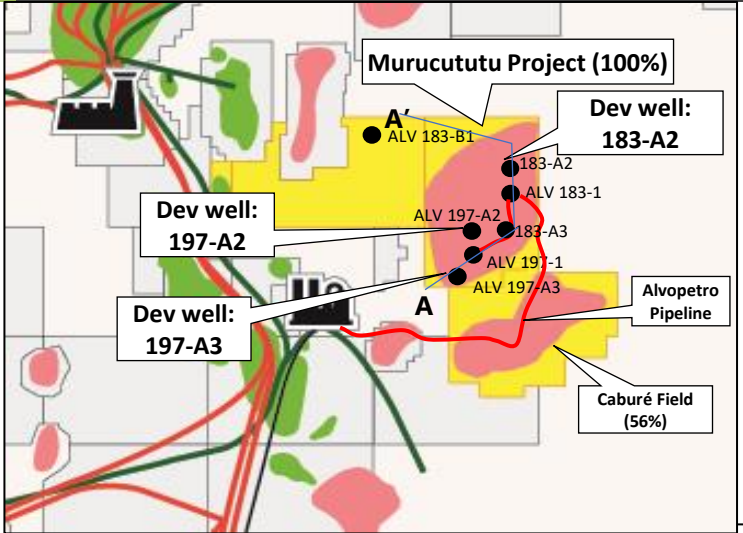 Murucututu Project (100%)
A'
ALV 183-B1
Dev well:
183-A2
183-A2
ALV 183-1
Dev well:
197-A2
ALV 197-A2
183-A3
ALV 197-1
ALV 197-A3
A
Dev well:
197-A3
Alvopetro
Pipeline
Caburé Field
(56%)